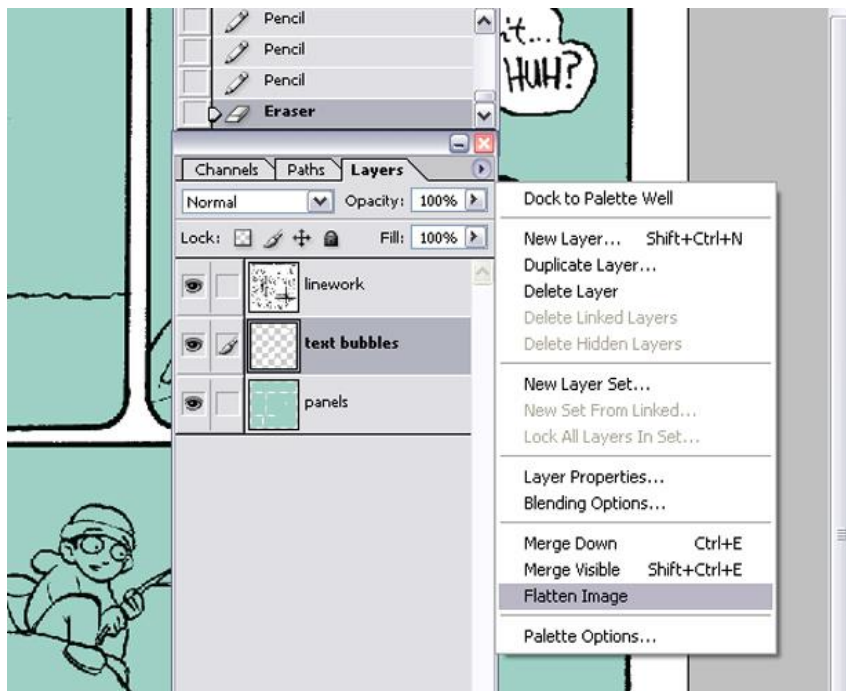 Pencil
Pencil
Pencil
Eraser
HUH?
Channels Paths Layers
Normal Opacity: 100%
Lock: Fill: 100%
linework
text bubbles
panels
Dock to Palette Well
New Layer... Shift+Ctrl+N
Duplicate Layer...
Delete Layer
Delete Linked Layers
Delete Hidden Layers
New Layer Set...
New Set From Linked...
Lock All Layers In Set...
Layer Properties...
Blending Options...
Merge Down Ctrl+E
Merge Visible Shift+Ctrl+E
Flatten Image
Palette Options...